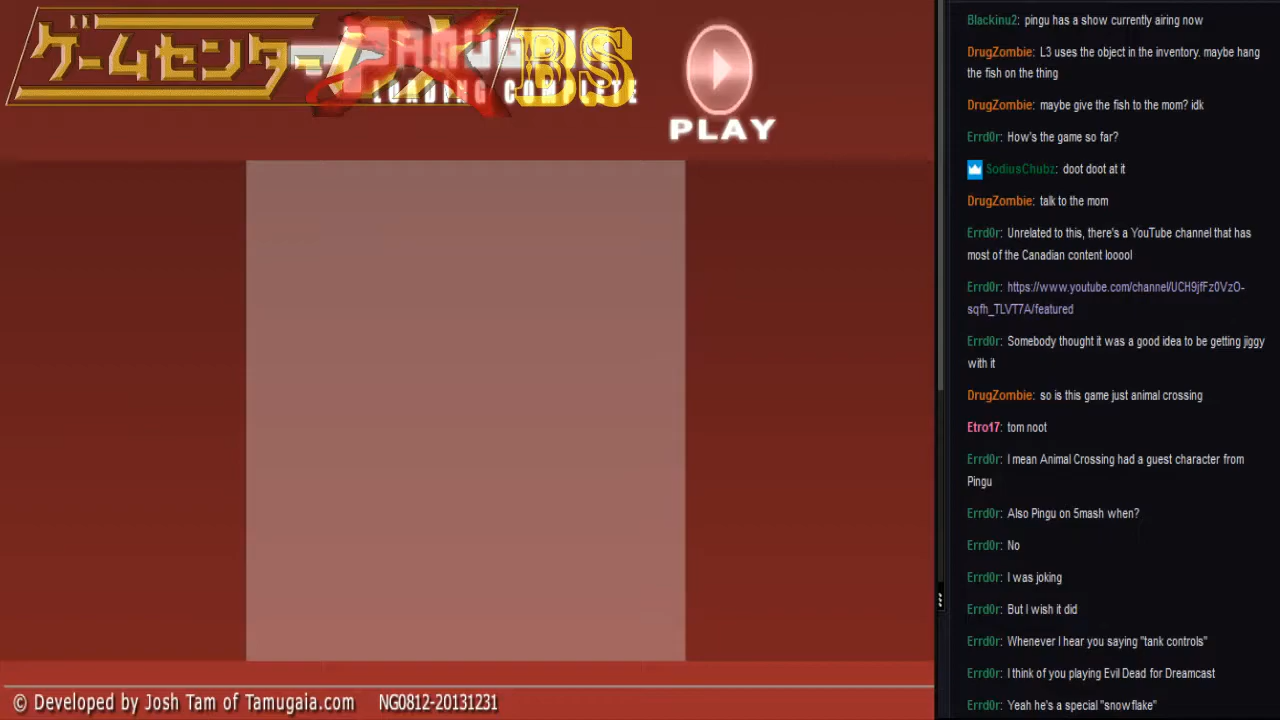 ゲームセンターDX
TAMUGAIA
BS
LOADING COMPLETE
PLAY
© Developed by Josh Tam of Tamugaia.com NG0812-20131231
Blackinu2: pingu has a show currently airing now
DrugZombie: L3 uses the object in the inventory. maybe hang
the fish on the thing
DrugZombie: maybe give the fish to the mom? idk
Errd0r: How's the game so far?
SodiusChubz: doot doot at it
DrugZombie: talk to the mom
Errd0r: Unrelated to this, there's a YouTube channel that has
most of the Canadian content looool
Errd0r: https://www.youtube.com/channel/UCH9jfFz0VzO-
sqfh_TLVT7A/featured
Errd0r: Somebody thought it was a good idea to be getting jiggy
with it
DrugZombie: so is this game just animal crossing
Etro17: tom noot
Errd0r: I mean Animal Crossing had a guest character from
Pingu
Errd0r: Also Pingu on 5mash when?
Errd0r: No
Errd0r: I was joking
Errd0r: But I wish it did
Errd0r: Whenever I hear you saying "tank controls"
Errd0r: I think of you playing Evil Dead for Dreamcast
Errd0r: Yeah he's a special "snowflake"